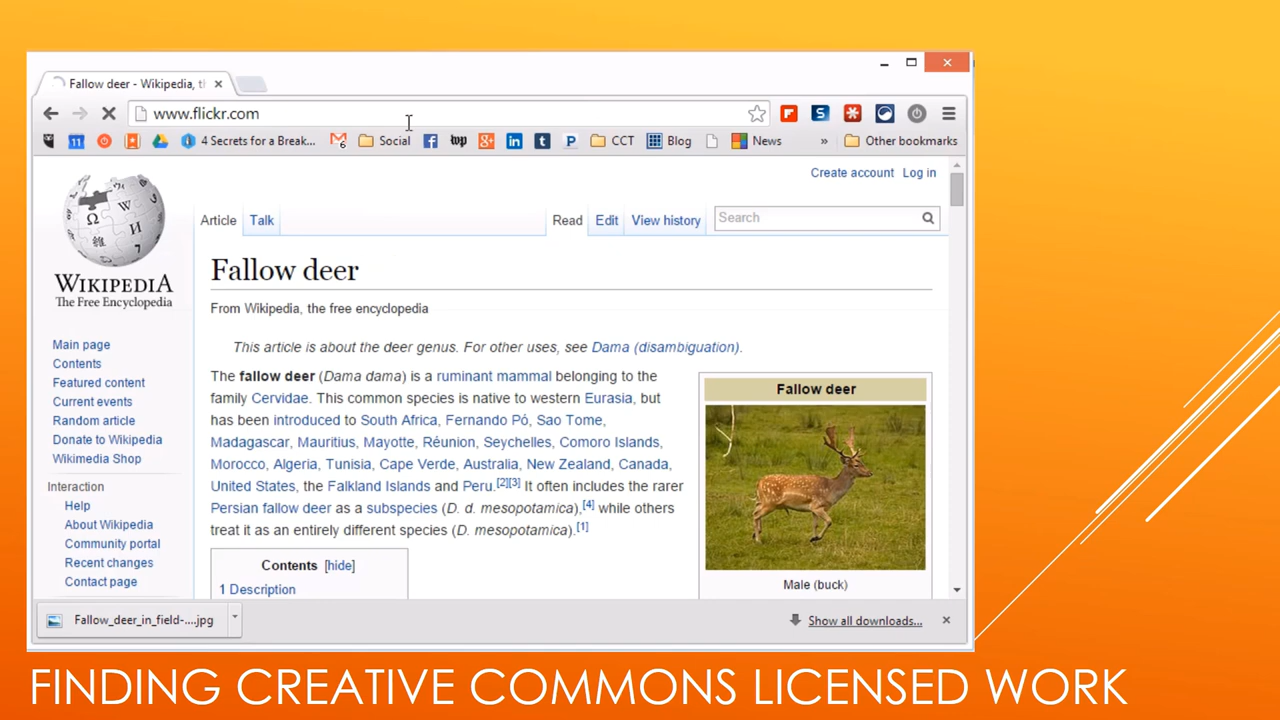 Fallow deer - Wikipedia, th
www.flickr.com
11
4 Secrets for a Break...
6
Social
wp
g+
in
t
P
CCT
Blog
News
»
Other bookmarks
Create account Log in
Article Talk Read Edit View history Search
WIKIPEDIA
The Free Encyclopedia
Main page
Contents
Featured content
Current events
Random article
Donate to Wikipedia
Wikimedia Shop
Interaction
Help
About Wikipedia
Community portal
Recent changes
Contact page
Fallow deer
From Wikipedia, the free encyclopedia
This article is about the deer genus. For other uses, see Dama (disambiguation).
The fallow deer (Dama dama) is a ruminant mammal belonging to the
family Cervidae. This common species is native to western Eurasia, but
has been introduced to South Africa, Fernando Pó, Sao Tome,
Madagascar, Mauritius, Mayotte, Réunion, Seychelles, Comoro Islands,
Morocco, Algeria, Tunisia, Cape Verde, Australia, New Zealand, Canada,
United States, the Falkland Islands and Peru.[2][3] It often includes the rarer
Persian fallow deer as a subspecies (D. d. mesopotamica),[4] while others
treat it as an entirely different species (D. mesopotamica).[1]
Contents [hide]
1 Description
Fallow deer
Male (buck)
Fallow_deer_in_field-....jpg
Show all downloads...
FINDING CREATIVE COMMONS LICENSED WORK